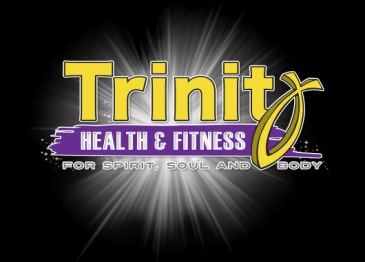 Trinity
HEALTH & FITNESS
FOR SPIRIT, SOUL AND BODY